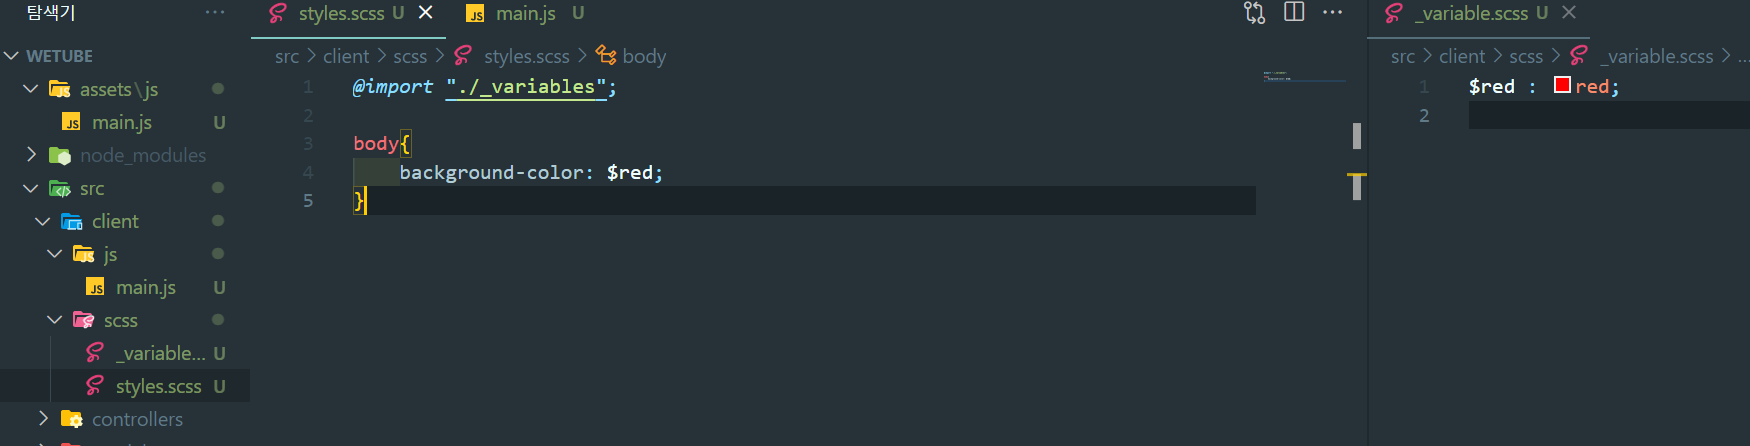 탐색기 ···
WETUBE
assets\js
main.js U
node_modules
src
client
js
main.js U
scss
_variable... U
styles.scss U
controllers
styles.scss U
main.js U
···
src > client > scss > styles.scss > body
1 @import "./_variables";
2
3 body{
4 background-color: $red;
5 }
_variable.scss U
src > client > scss > _variable.scss > ...
1 $red : red;
2